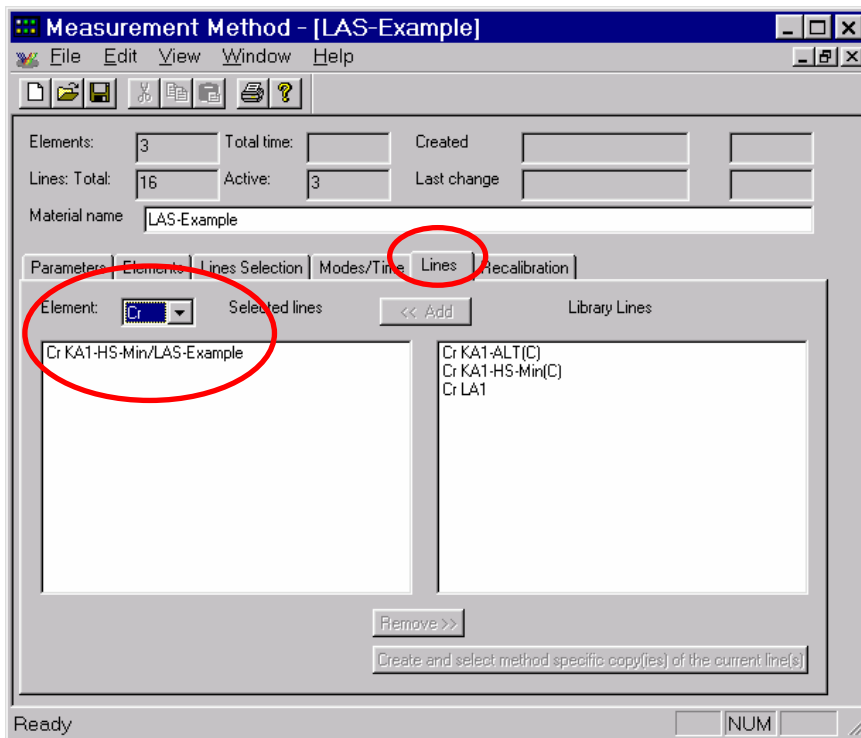 Measurement Method - [LAS-Example]
File Edit View Window Help
Elements: 3 Total time: Created
Lines: Total: 16 Active: 3 Last change
Material name LAS-Example
Parameters Elements Lines Selection Modes/Time Lines Recalibration
Element: Cr Selected lines << Add Library Lines
Cr KA1-HS-Min/LAS-Example
Cr KA1-ALT(C)
Cr KA1-HS-Min(C)
Cr LA1
Remove >>
Create and select method specific copy(ies) of the current line(s)
Ready NUM